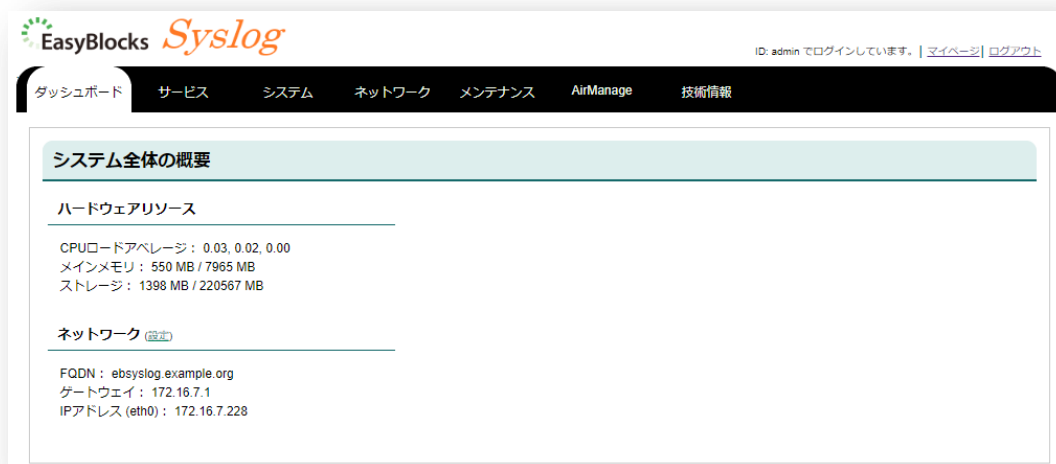 EasyBlocks Syslog
ID: admin でログインしています。| マイページ| ログアウト
ダッシュボード サービス システム ネットワーク メンテナンス AirManage 技術情報
システム全体の概要
ハードウェアリソース
CPUロードアベレージ： 0.03, 0.02, 0.00
メインメモリ： 550 MB / 7965 MB
ストレージ： 1398 MB / 220567 MB
ネットワーク (設定)
FQDN： ebsyslog.example.org
ゲートウェイ： 172.16.7.1
IPアドレス (eth0)： 172.16.7.228